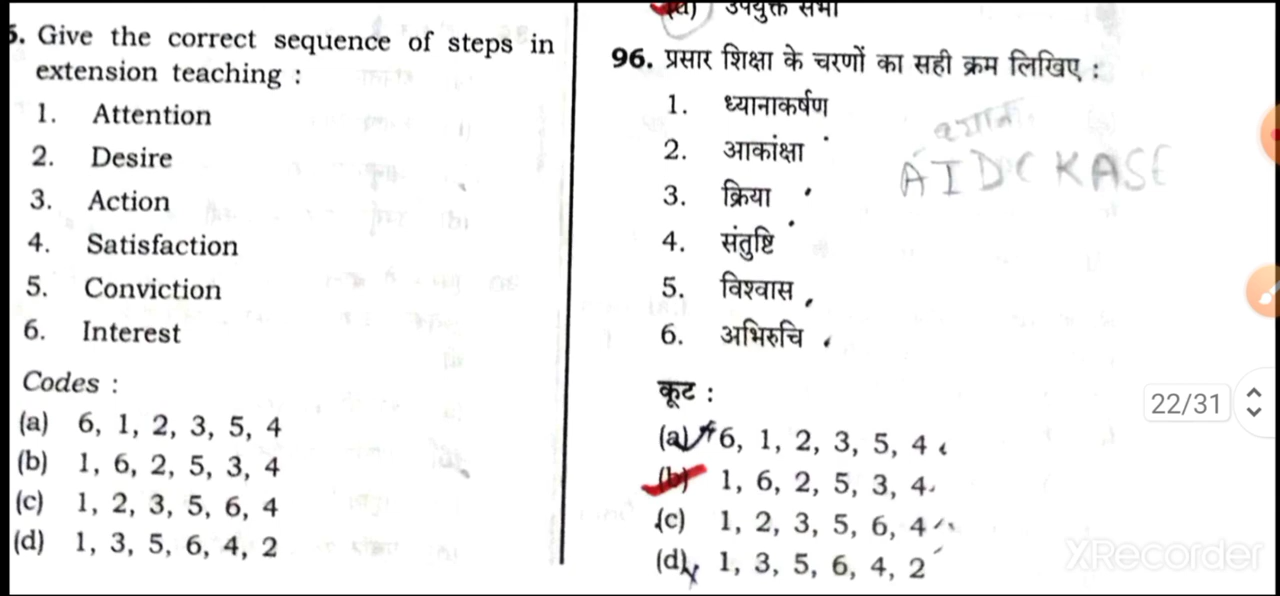 5. Give the correct sequence of steps in
extension teaching :
1. Attention
2. Desire
3. Action
4. Satisfaction
5. Conviction
6. Interest
Codes :
(a) 6, 1, 2, 3, 5, 4
(b) 1, 6, 2, 5, 3, 4
(c) 1, 2, 3, 5, 6, 4
(d) 1, 3, 5, 6, 4, 2
(d) उपर्युक्त सभी
96. प्रसार शिक्षा के चरणों का सही क्रम लिखिए :
1. ध्यानाकर्षण
2. आकांक्षा
3. क्रिया
4. संतुष्टि
5. विश्वास
6. अभिरुचि
कूट :
(a) 6, 1, 2, 3, 5, 4
(b) 1, 6, 2, 5, 3, 4
(c) 1, 2, 3, 5, 6, 4
(d) 1, 3, 5, 6, 4, 2
AIDC KASE
22/31
XRecorder